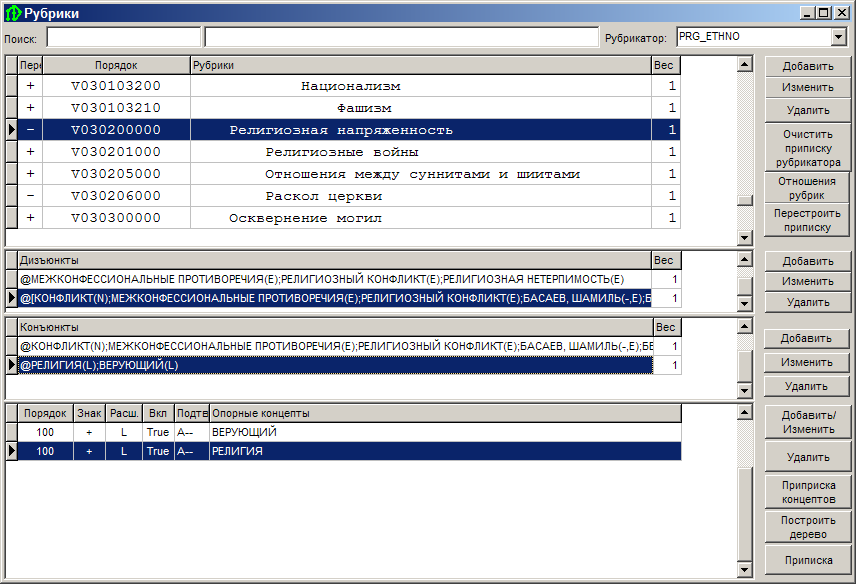 Рубрики
Поиск:
Рубрикатор: PRG_ETHNO
Пере Порядок Рубрики Вес
+ V030103200 Национализм 1
+ V030103210 Фашизм 1
– V030200000 Религиозная напряженность 1
+ V030201000 Религиозные войны 1
+ V030205000 Отношения между суннитами и шиитами 1
– V030206000 Раскол церкви 1
+ V030300000 Осквернение могил 1
Добавить
Изменить
Удалить
Очистить
приписку
рубрикатора
Отношения
рубрик
Перестроить
приписку
Дизъюнкты Вес
@МЕЖКОНФЕССИОНАЛЬНЫЕ ПРОТИВОРЕЧИЯ(E);РЕЛИГИОЗНЫЙ КОНФЛИКТ(E);РЕЛИГИОЗНАЯ НЕТЕРПИМОСТЬ(E) 1
@[КОНФЛИКТ(N);МЕЖКОНФЕССИОНАЛЬНЫЕ ПРОТИВОРЕЧИЯ(E);РЕЛИГИОЗНЫЙ КОНФЛИКТ(E);БАСАЕВ, ШАМИЛЬ(-,E);Б 1
Добавить
Изменить
Удалить
Конъюнкты Вес
@КОНФЛИКТ(N);МЕЖКОНФЕССИОНАЛЬНЫЕ ПРОТИВОРЕЧИЯ(E);РЕЛИГИОЗНЫЙ КОНФЛИКТ(E);БАСАЕВ, ШАМИЛЬ(-,E);БЕ 1
@РЕЛИГИЯ(L);ВЕРУЮЩИЙ(L) 1
Добавить
Изменить
Удалить
Порядок Знак Расш. Вкл Подтв Опорные концепты
100 + L True A-- ВЕРУЮЩИЙ
100 + L True A-- РЕЛИГИЯ
Добавить/
Изменить
Удалить
Приприска
концептов
Построить
дерево
Приписка